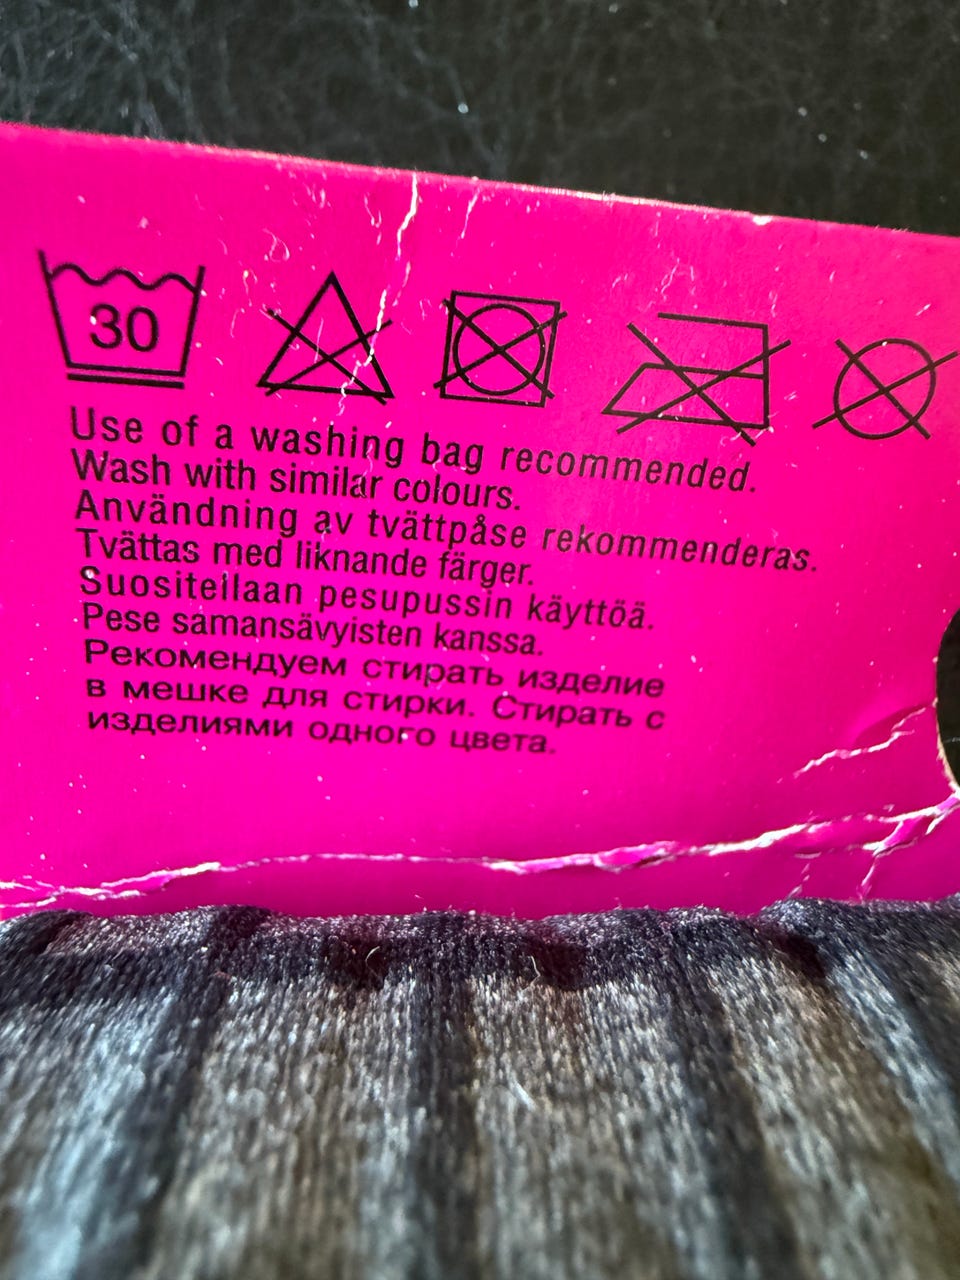 30
Use of a washing bag recommended.
Wash with similar colours.
Användning av tvättpåse rekommenderas.
Tvättas med liknande färger.
Suositellaan pesupussin käyttöä.
Pese samansävyisten kanssa.
Рекомендуем стирать изделие
в мешке для стирки. Стирать с
изделиями одного цвета.